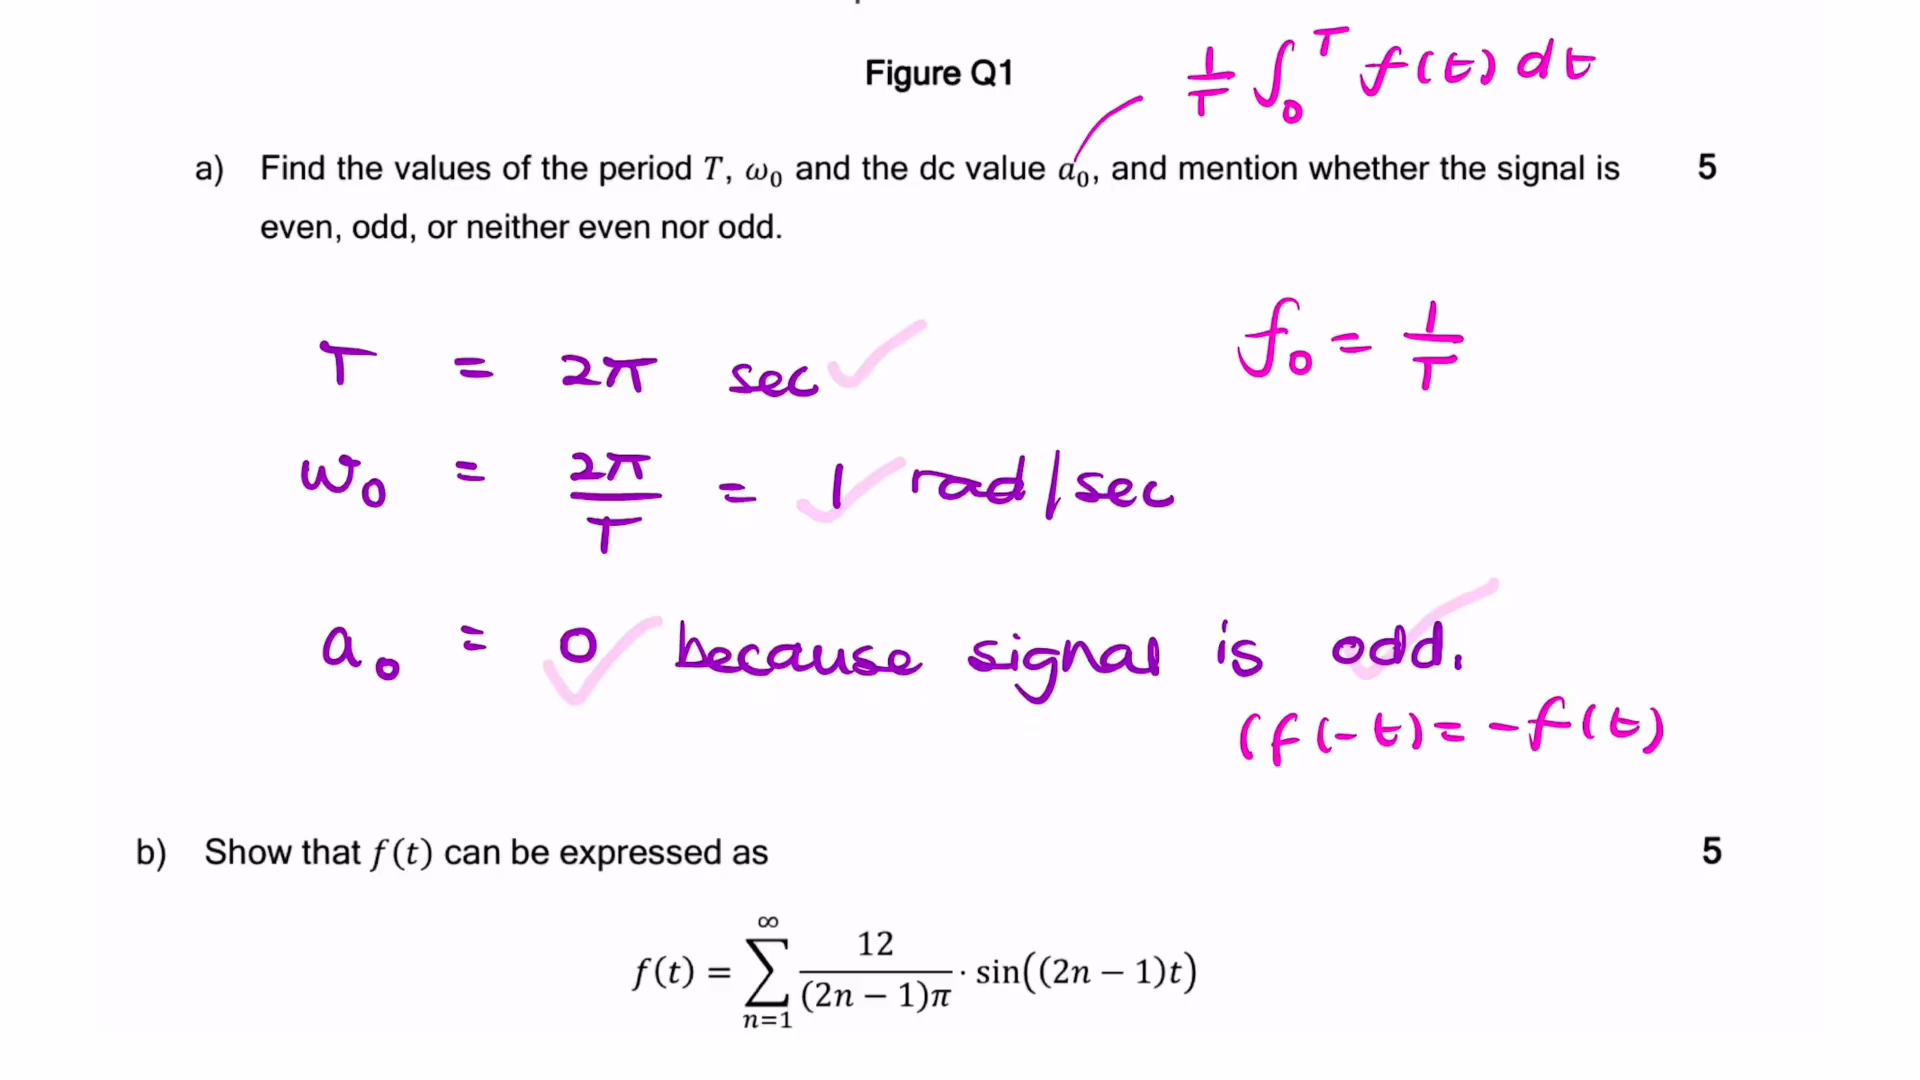 Figure Q1
1/T ∫₀ᵀ f(t) dt
a) Find the values of the period T, ω₀ and the dc value a₀, and mention whether the signal is 5
even, odd, or neither even nor odd.
T = 2π sec
f₀ = 1/T
ω₀ = 2π/T = 1 rad/sec
a₀ = 0 because signal is odd.
(f(-t) = -f(t)
b) Show that f(t) can be expressed as 5
f(t) = ∑_{n=1}^{∞} 12/((2n − 1)π) · sin((2n − 1)t)